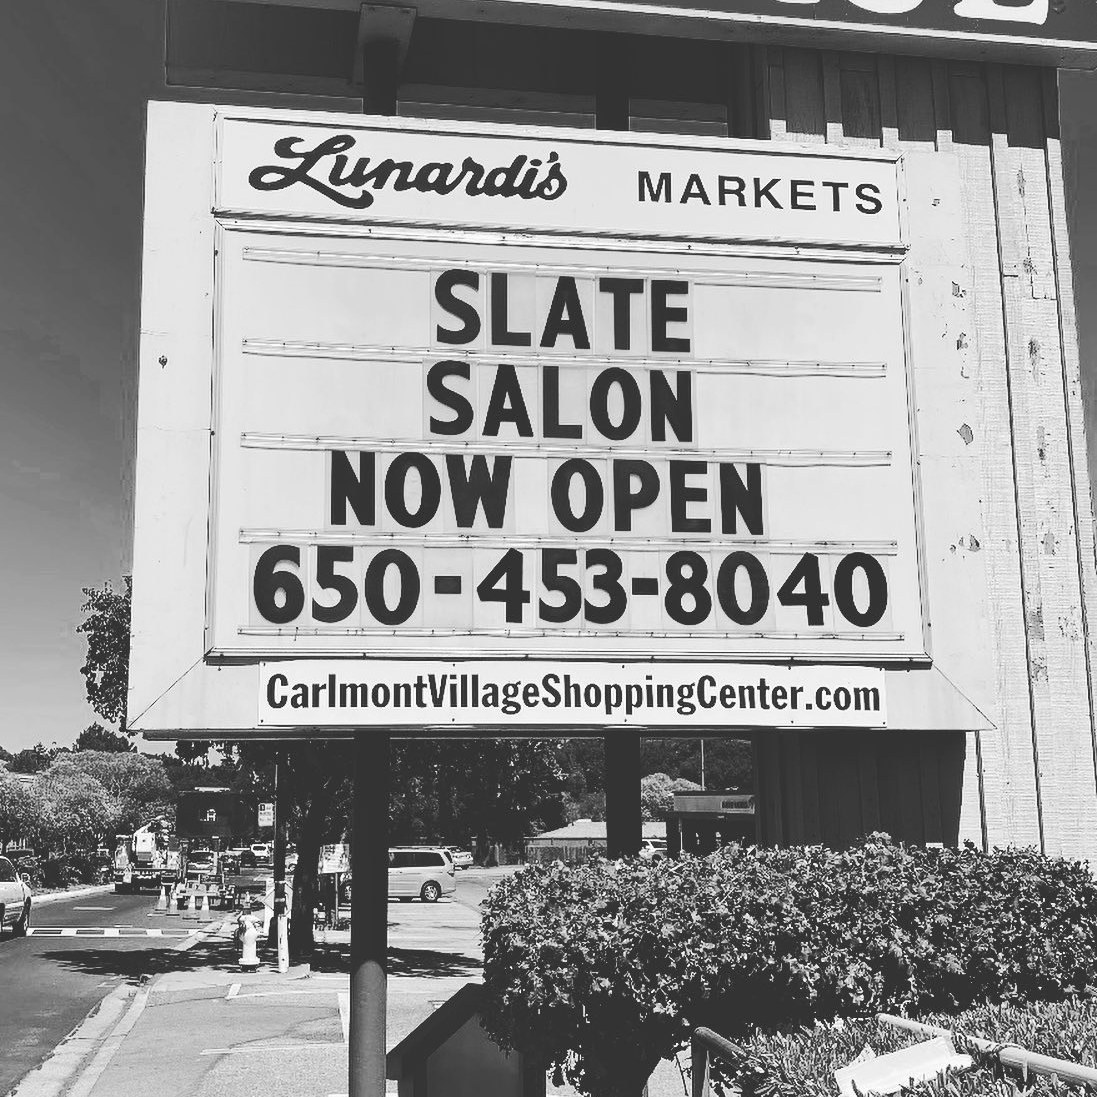 Lunardi's MARKETS
SLATE
SALON
NOW OPEN
650-453-8040
CarlmontVillageShoppingCenter.com